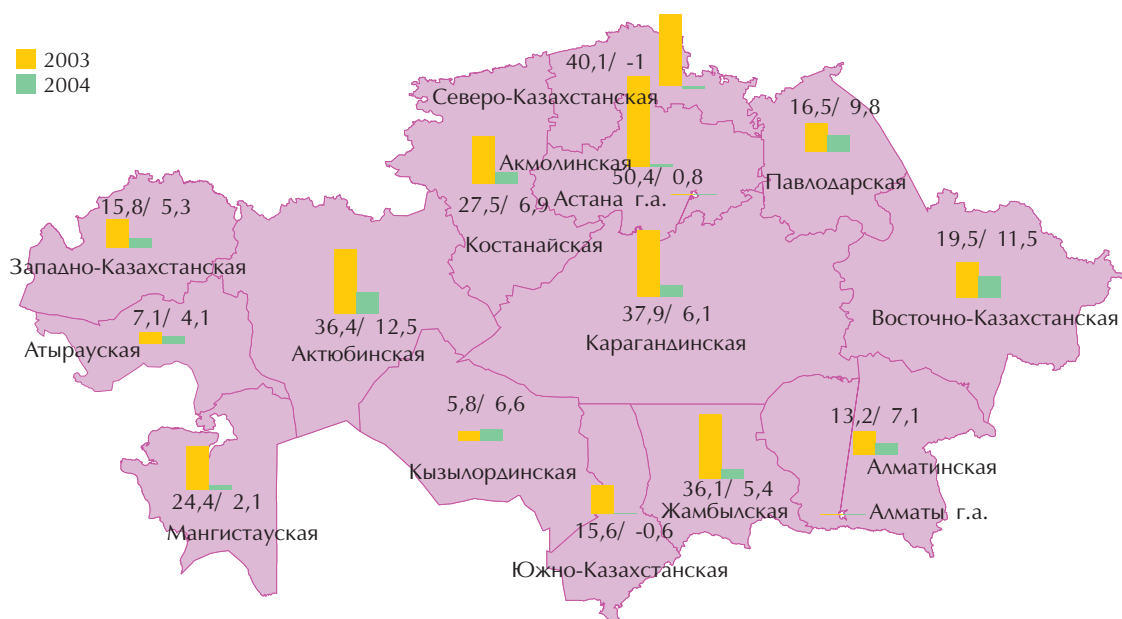 2003
2004
40,1/ -1
Северо-Казахстанская
16,5/ 9,8
Павлодарская
Акмолинская
50,4/ 0,8
Астана г.а.
27,5/ 6,9
Костанайская
15,8/ 5,3
Западно-Казахстанская
19,5/ 11,5
Восточно-Казахстанская
7,1/ 4,1
Атырауская
36,4/ 12,5
Актюбинская
37,9/ 6,1
Карагандинская
5,8/ 6,6
Кызылординская
13,2/ 7,1
Алматинская
24,4/ 2,1
Мангистауская
36,1/ 5,4
Жамбылская
Алматы г.а.
15,6/ -0,6
Южно-Казахстанская